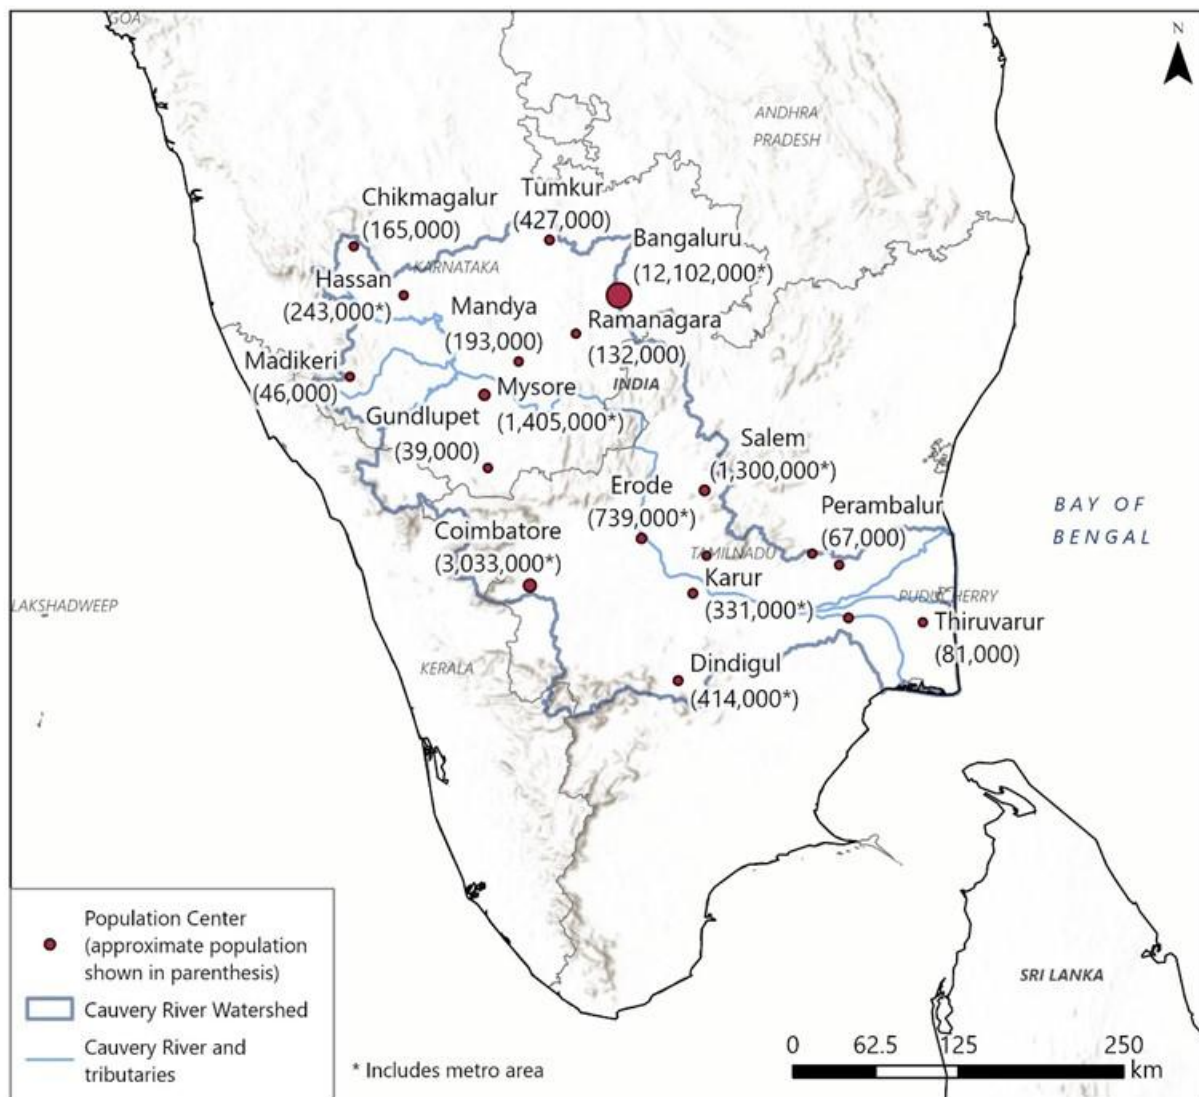 GOA
N
ANDHRA
PRADESH
Chikmagalur
(165,000)
Tumkur
(427,000)
Bangaluru
(12,102,000*)
KARNATAKA
Hassan
(243,000*)
Mandya
(193,000)
Ramanagara
(132,000)
Madikeri
(46,000)
INDIA
Mysore
(1,405,000*)
Gundlupet
(39,000)
Salem
(1,300,000*)
Erode
(739,000*)
Perambalur
(67,000)
BAY OF
BENGAL
Coimbatore
(3,033,000*)
TAMILNADU
Karur
(331,000*)
PUDUCHERRY
LAKSHADWEEP
Thiruvarur
(81,000)
KERALA
Dindigul
(414,000*)
SRI LANKA
Population Center
(approximate population
shown in parenthesis)
Cauvery River Watershed
Cauvery River and
tributaries
* Includes metro area
0 62.5 125 250
km